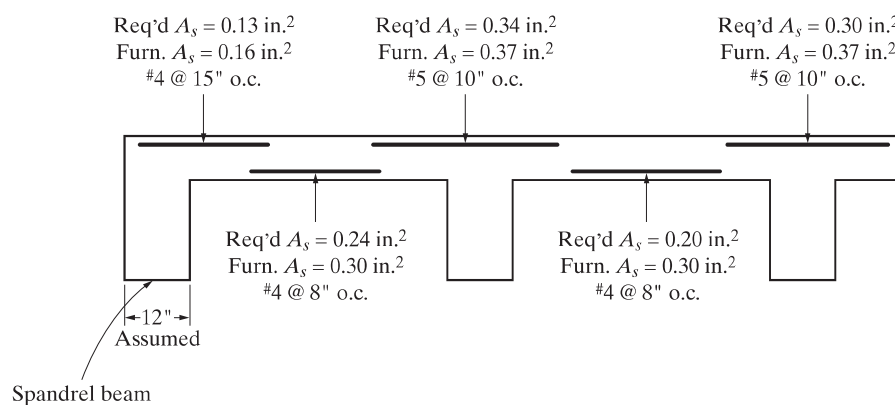 Req'd Aₛ = 0.13 in.²
Furn. Aₛ = 0.16 in.²
#4 @ 15" o.c.
Req'd Aₛ = 0.34 in.²
Furn. Aₛ = 0.37 in.²
#5 @ 10" o.c.
Req'd Aₛ = 0.30 in.²
Furn. Aₛ = 0.37 in.²
#5 @ 10" o.c.
Req'd Aₛ = 0.24 in.²
Furn. Aₛ = 0.30 in.²
#4 @ 8" o.c.
Req'd Aₛ = 0.20 in.²
Furn. Aₛ = 0.30 in.²
#4 @ 8" o.c.
12"
Assumed
Spandrel beam